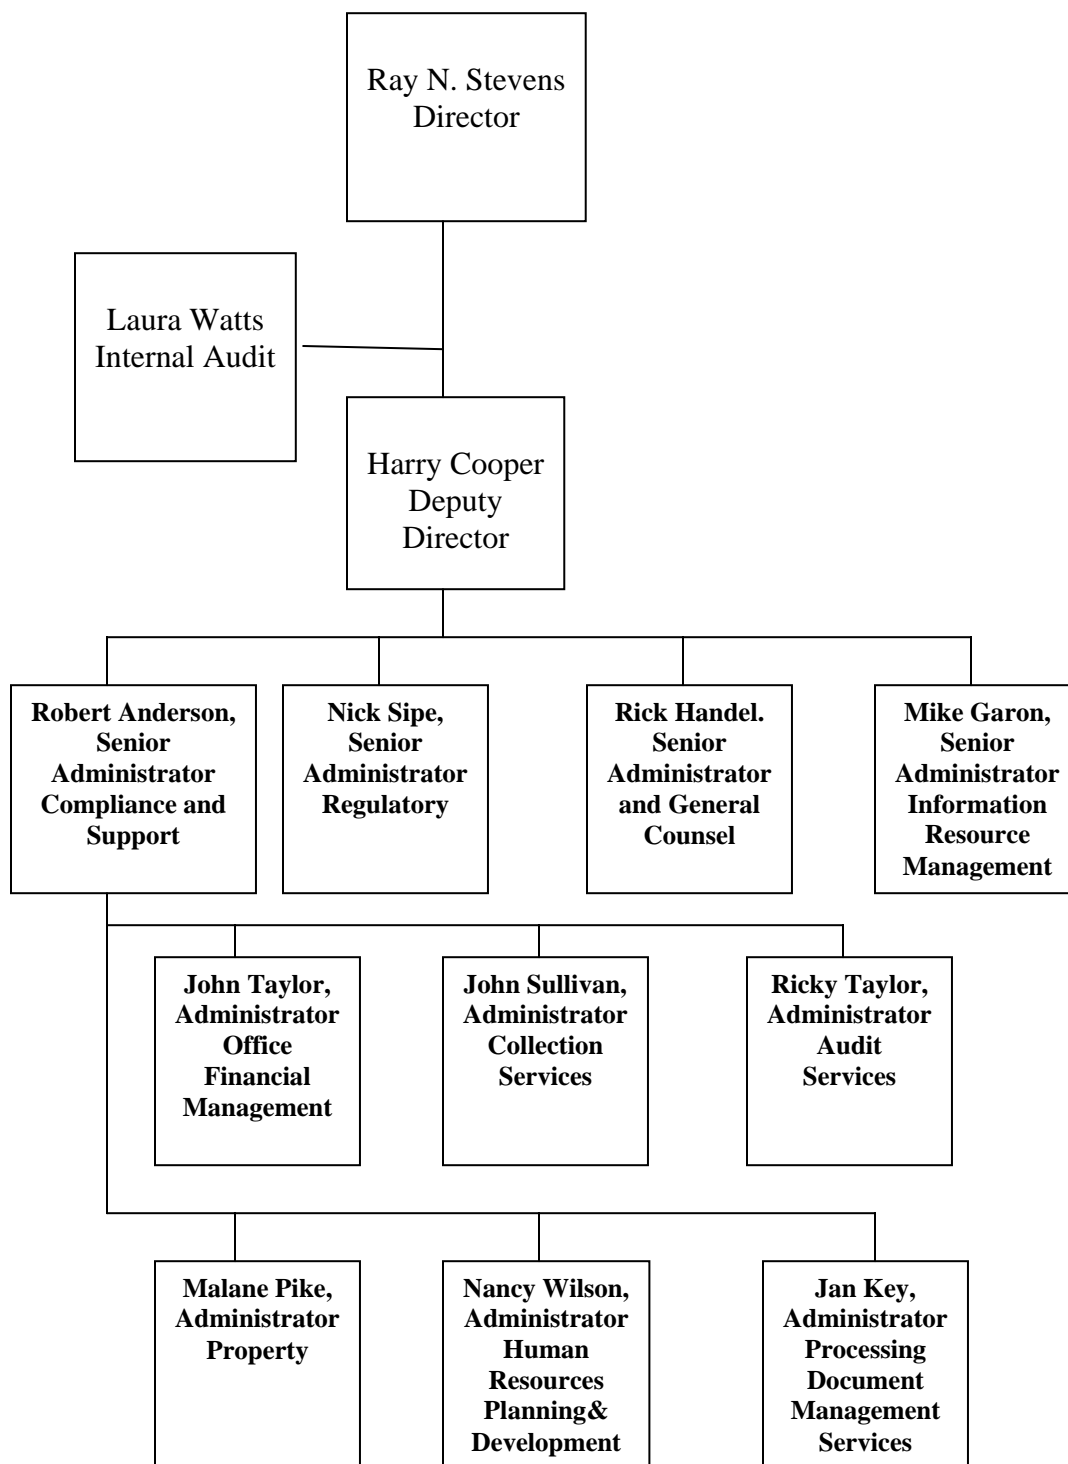 Ray N. Stevens
Director
Laura Watts
Internal Audit
Harry Cooper
Deputy
Director
Robert Anderson,
Senior
Administrator
Compliance and
Support
Nick Sipe,
Senior
Administrator
Regulatory
Rick Handel.
Senior
Administrator
and General
Counsel
Mike Garon,
Senior
Administrator
Information
Resource
Management
John Taylor,
Administrator
Office
Financial
Management
John Sullivan,
Administrator
Collection
Services
Ricky Taylor,
Administrator
Audit
Services
Malane Pike,
Administrator
Property
Nancy Wilson,
Administrator
Human
Resources
Planning&
Development
Jan Key,
Administrator
Processing
Document
Management
Services